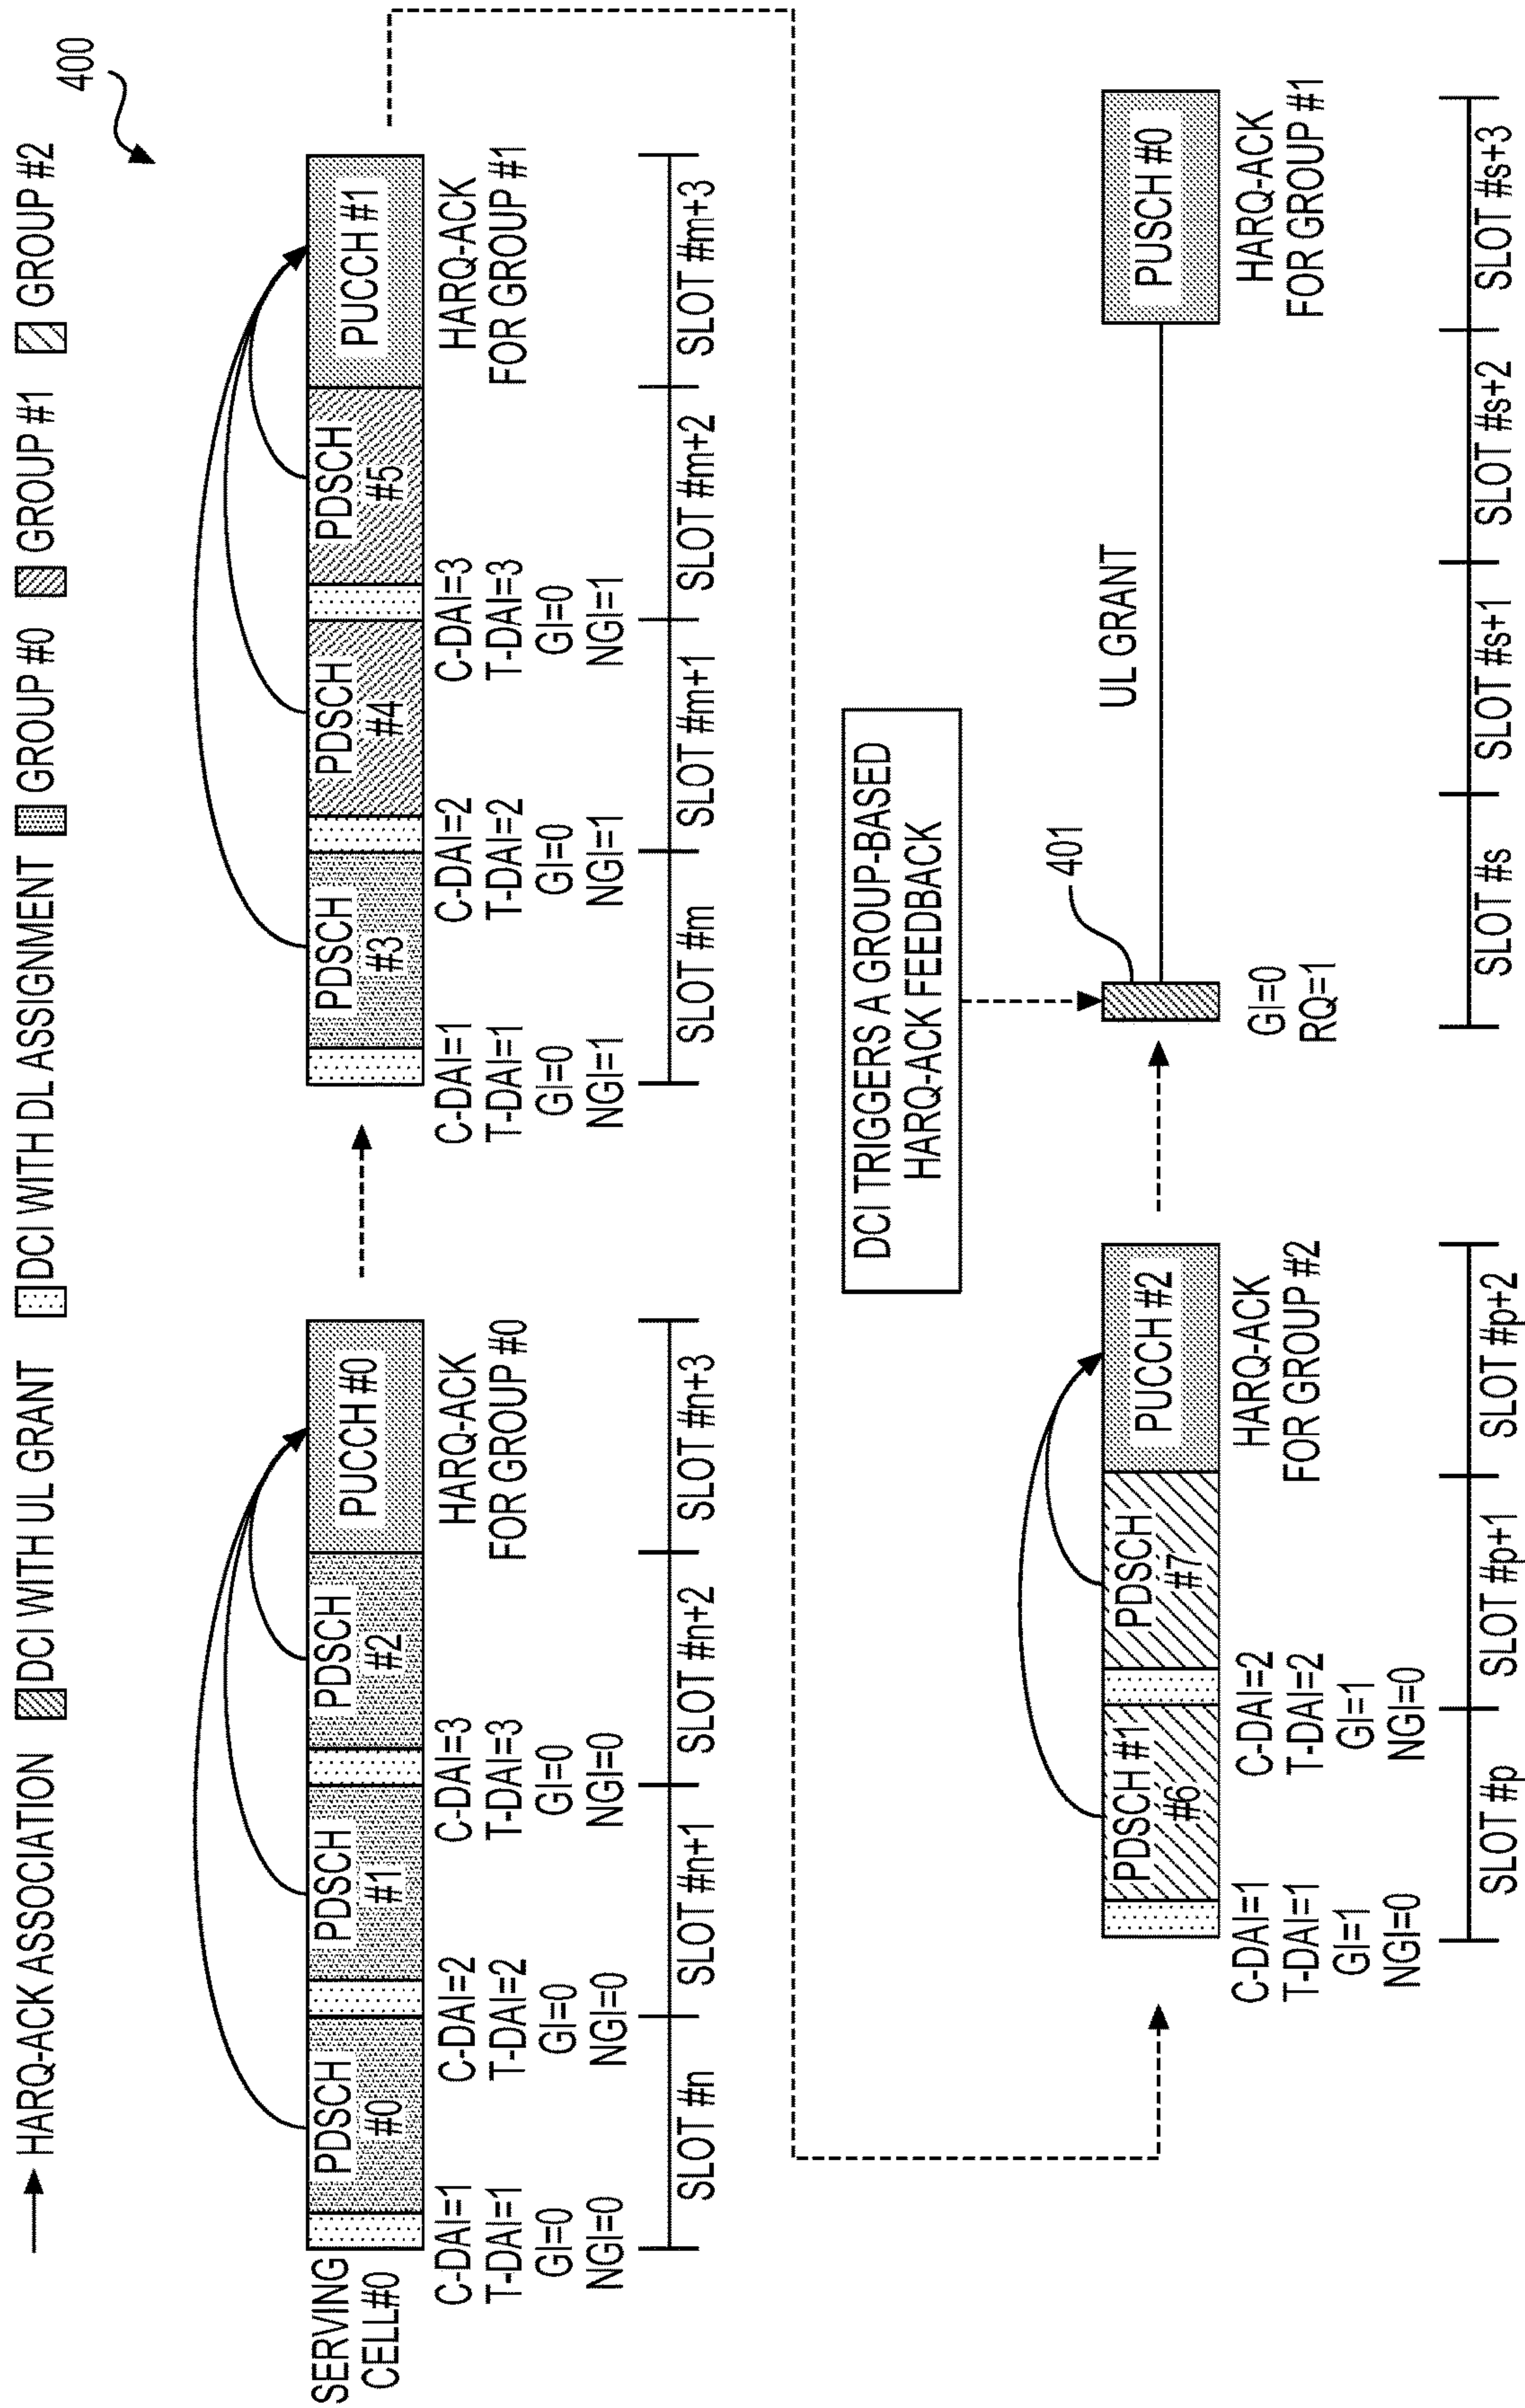 HARQ-ACK ASSOCIATION
DCI WITH UL GRANT
DCI WITH DL ASSIGNMENT
GROUP #0
GROUP #1
GROUP #2
400
SERVING
CELL#0
PDSCH
#0
PDSCH
#1
PDSCH
#2
PUCCH #0
C-DAI=1
T-DAI=1
GI=0
NGI=0
C-DAI=2
T-DAI=2
GI=0
NGI=0
C-DAI=3
T-DAI=3
GI=0
NGI=0
HARQ-ACK
FOR GROUP #0
SLOT #n
SLOT #n+1
SLOT #n+2
SLOT #n+3
PDSCH
#3
PDSCH
#4
PDSCH
#5
PUCCH #1
C-DAI=1
T-DAI=1
GI=0
NGI=1
C-DAI=2
T-DAI=2
GI=0
NGI=1
C-DAI=3
T-DAI=3
GI=0
NGI=1
HARQ-ACK
FOR GROUP #1
SLOT #m
SLOT #m+1
SLOT #m+2
SLOT #m+3
PDSCH #1
#6
PDSCH
#7
PUCCH #2
C-DAI=1
T-DAI=1
GI=1
NGI=0
C-DAI=2
T-DAI=2
GI=1
NGI=0
HARQ-ACK
FOR GROUP #2
SLOT #p
SLOT #p+1
SLOT #p+2
DCI TRIGGERS A GROUP-BASED
HARQ-ACK FEEDBACK
401
UL GRANT
PUSCH #0
GI=0
RQ=1
HARQ-ACK
FOR GROUP #1
SLOT #s
SLOT #s+1
SLOT #s+2
SLOT #s+3